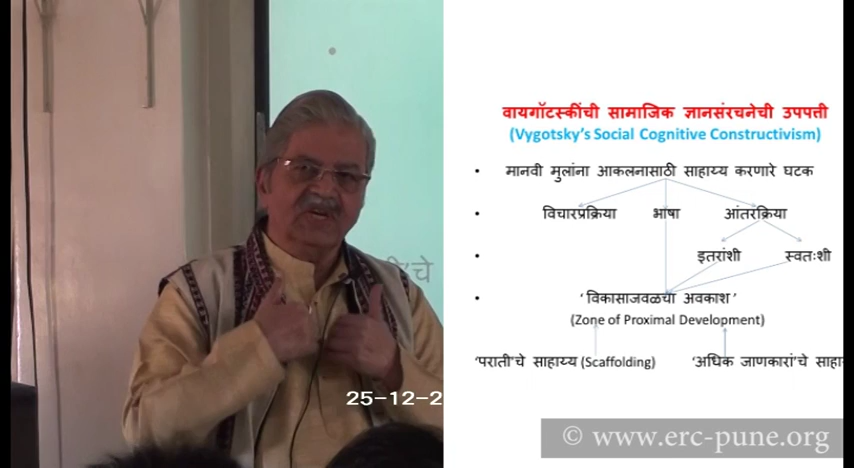 वायगॉटस्कींची सामाजिक ज्ञानसंरचनेची उपपत्ती
(Vygotsky's Social Cognitive Constructivism)
• मानवी मुलांना आकलनासाठी साहाय्य करणारे घटक
• विचारप्रक्रिया भाषा आंतरक्रिया
• इतरांशी स्वतःशी
• 'विकासाजवळचा अवकाश'
(Zone of Proximal Development)
'पराती'चे साहाय्य (Scaffolding) 'अधिक जाणकारां'चे
25-12-2
© www.erc-pune.org